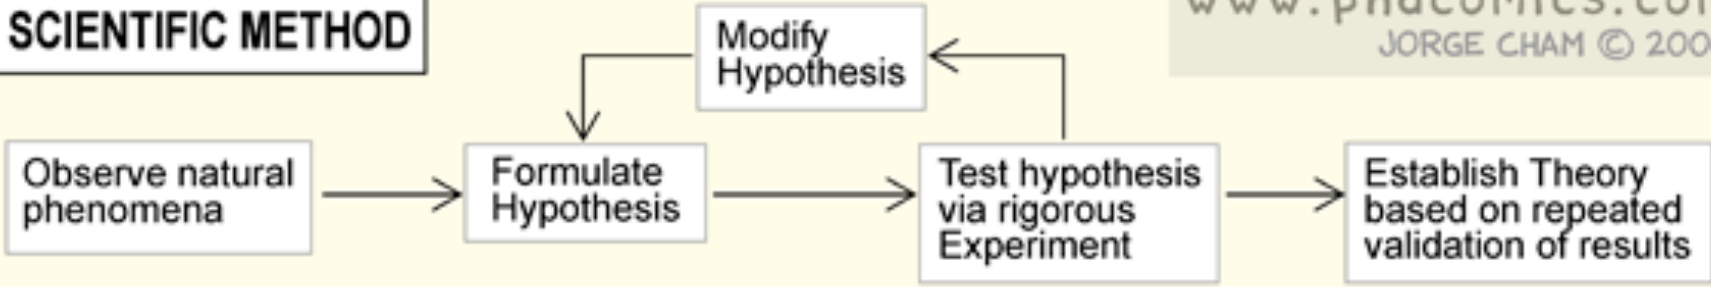 SCIENTIFIC METHOD
JORGE CHAM © 200
Modify
Hypothesis
Observe natural
phenomena
Formulate
Hypothesis
Test hypothesis
via rigorous
Experiment
Establish Theory
based on repeated
validation of results